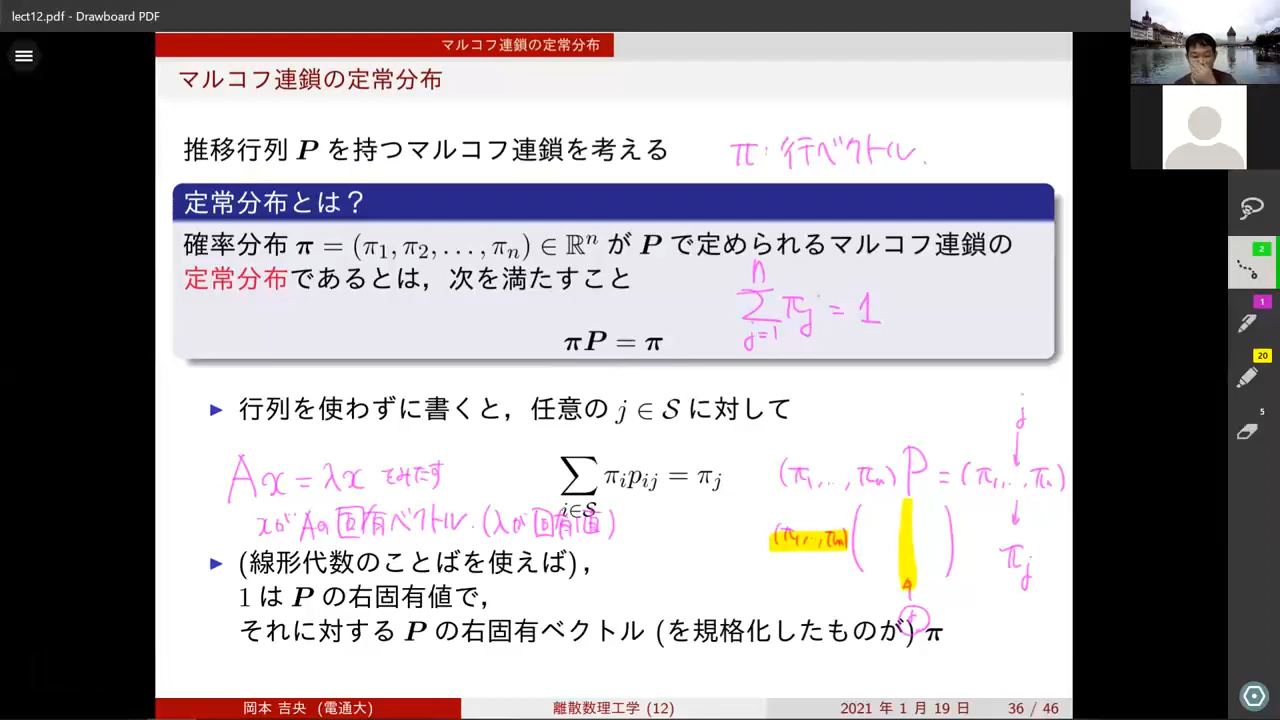 lect12.pdf - Drawboard PDF
マルコフ連鎖の定常分布
マルコフ連鎖の定常分布
推移行列 P を持つマルコフ連鎖を考える
π: 行ベクトル.
定常分布とは?
確率分布 π = (π₁, π₂, . . . , πₙ) ∈ ℝⁿ が P で定められるマルコフ連鎖の
定常分布であるとは,次を満たすこと
πP = π
n
∑ πj = 1
j=1
行列を使わずに書くと,任意の j ∈ S に対して
∑ πᵢpᵢⱼ = πⱼ
i∈S
Ax = λx をみたす
xが Aの固有ベクトル. (λが固有値)
j
(π₁,..,πₙ) P = (π₁,..,πₙ)
(π₁,..,πₙ)
πj
(線形代数のことばを使えば),
1 は P の右固有値で,
それに対する P の右固有ベクトル (を規格化したものが) π
岡本 吉央 (電通大)
離散数理工学 (12)
2021 年 1 月 19 日
36 / 46
2
1
20
5